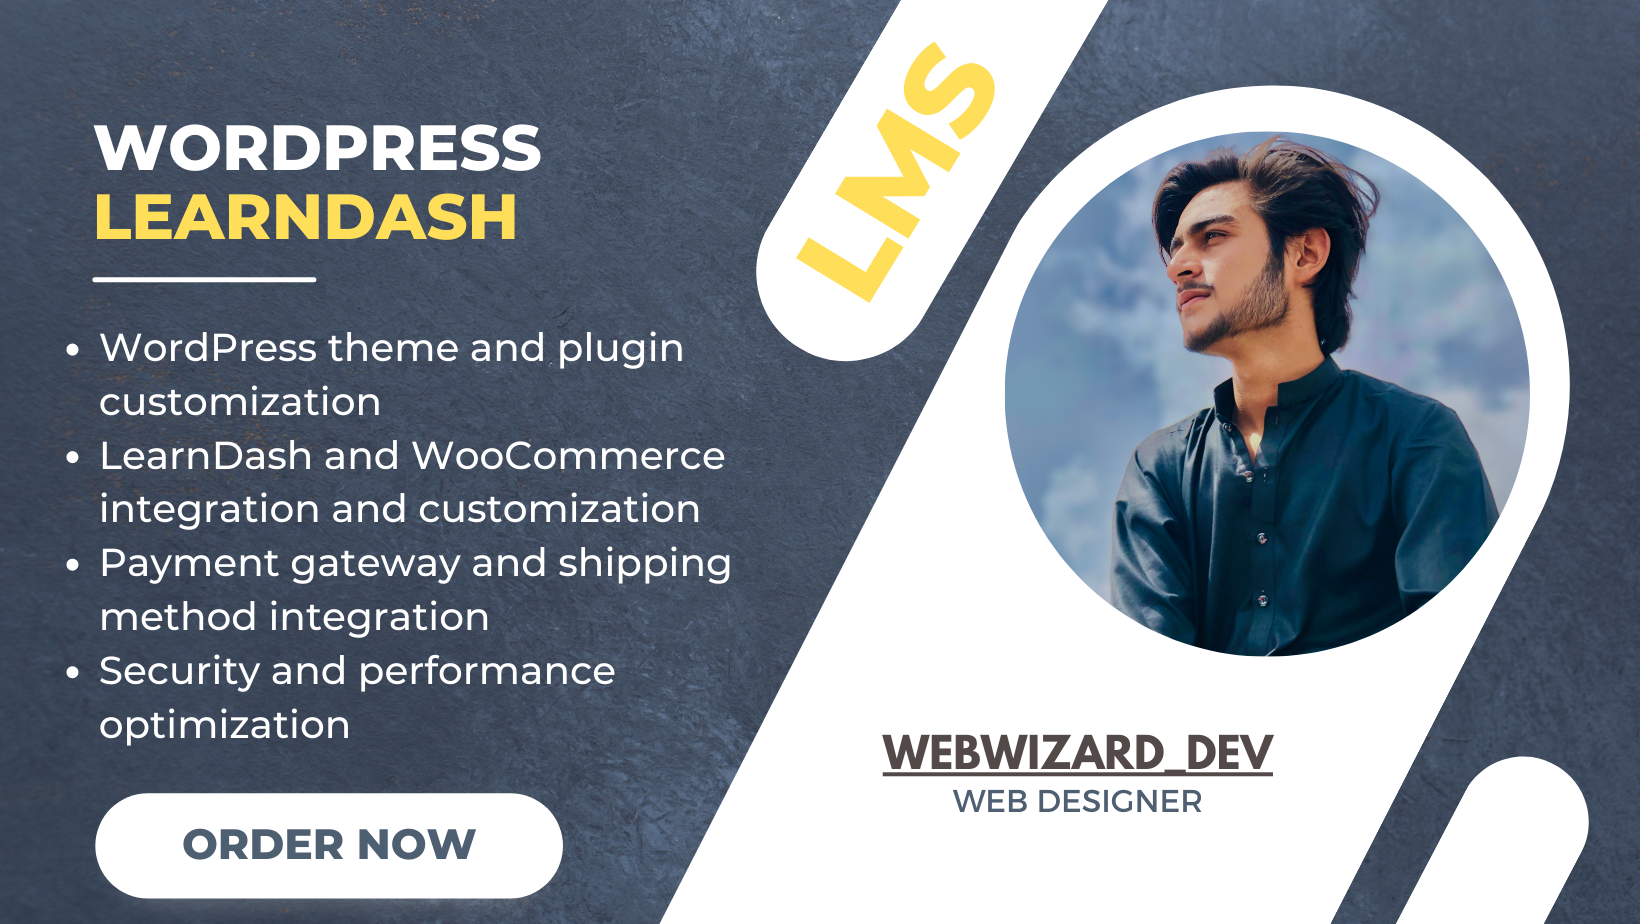 WORDPRESS
LEARNDASH
• WordPress theme and plugin
customization
• LearnDash and WooCommerce
integration and customization
• Payment gateway and shipping
method integration
• Security and performance
optimization
ORDER NOW
LMS
WEBWIZARD_DEV
WEB DESIGNER